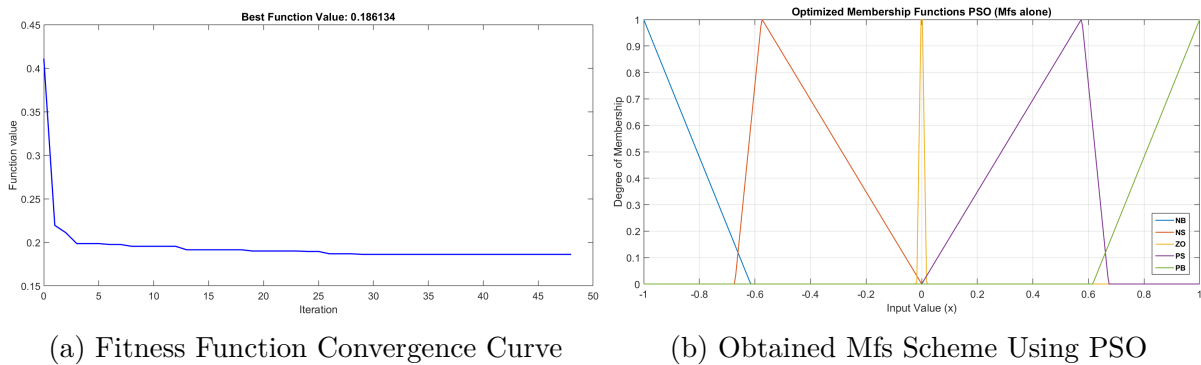 Best Function Value: 0.186134
0.45
0.4
0.35
0.3
0.25
0.2
0.15
Function value
0 5 10 15 20 25 30 35 40 45 50
Iteration
(a) Fitness Function Convergence Curve
Optimized Membership Functions PSO (Mfs alone)
1
0.9
0.8
0.7
0.6
0.5
0.4
0.3
0.2
0.1
0
Degree of Membership
NB
NS
ZO
PS
PB
-1 -0.8 -0.6 -0.4 -0.2 0 0.2 0.4 0.6 0.8 1
Input Value (x)
(b) Obtained Mfs Scheme Using PSO